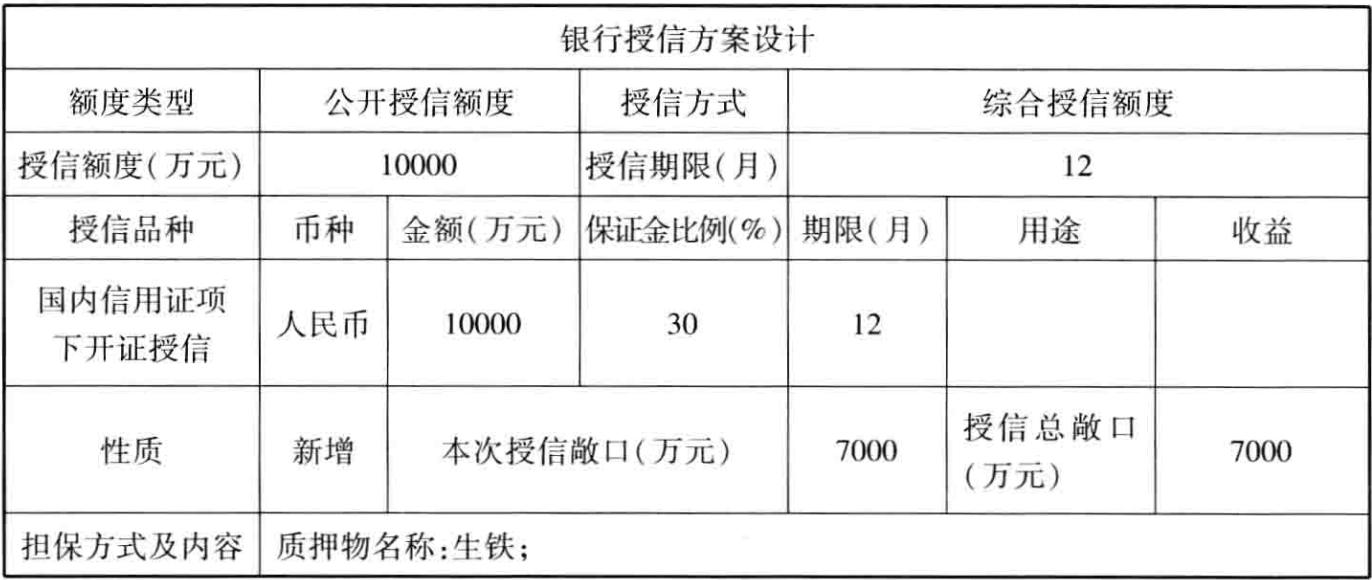 银行授信方案设计
额度类型 公开授信额度 授信方式 综合授信额度
授信额度(万元) 10000 授信期限(月) 12
授信品种 币种 金额(万元) 保证金比例(%) 期限(月) 用途 收益
国内信用证项
下开证授信 人民币 10000 30 12
性质 新增 本次授信敞口(万元) 7000 授信总敞口
(万元) 7000
担保方式及内容 质押物名称:生铁;